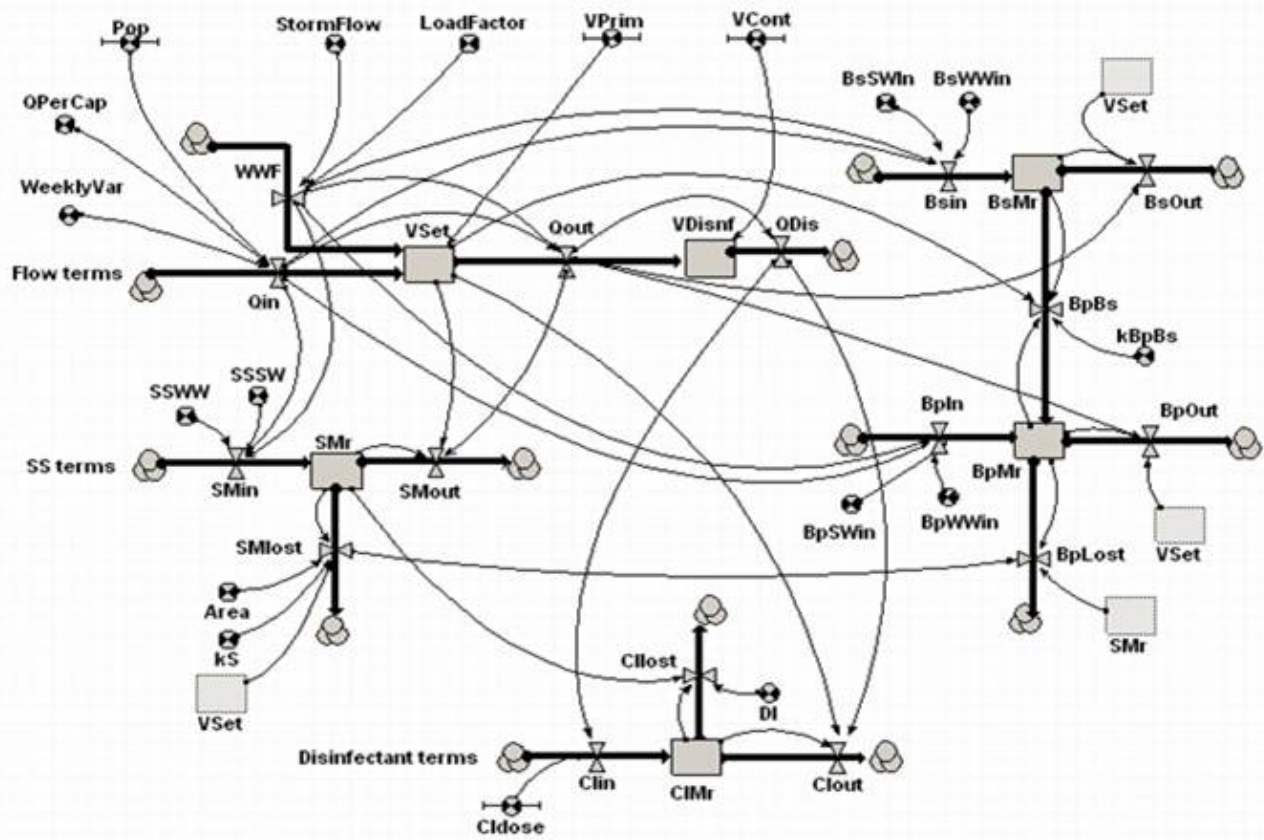 Pop
StormFlow
LoadFactor
VPrim
VCont
QPerCap
BsSWIn
BsWWin
VSet
WWF
WeeklyVar
VSet
Qout
VDisnf
QDis
Bsin
BsMr
BsOut
Flow terms
Qin
BpBs
kBpBs
SSWW
SSSW
BpIn
BpOut
SS terms
SMin
SMr
SMout
BpMr
BpSWin
BpWWin
VSet
SMlost
BpLost
Area
kS
SMr
VSet
Cllost
DI
Disinfectant terms
Clin
ClMr
Clout
Cldose